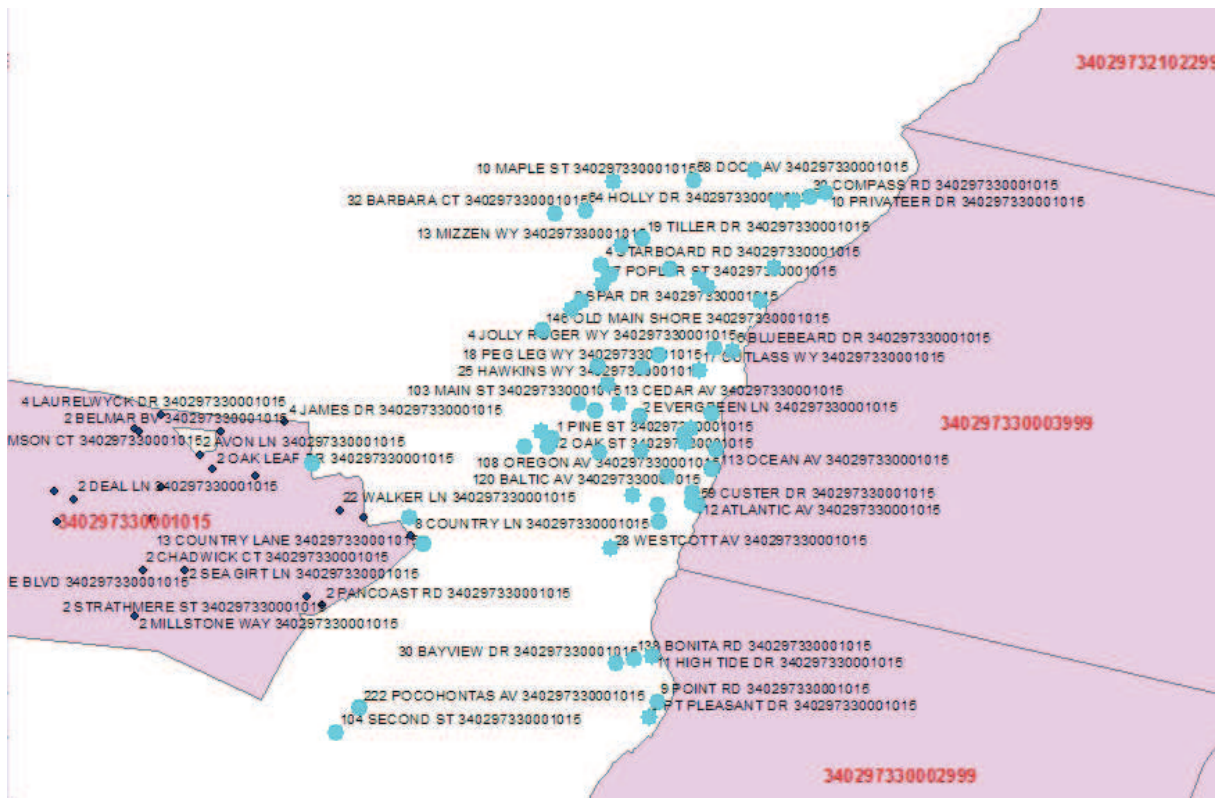 34029732102299
10 MAPLE ST 340297330001015
58 DOCK AV 340297330001015
32 BARBARA CT 340297330001015
54 HOLLY DR
COMPASS RD 340297330001015
10 PRIVATEER DR 340297330001015
13 MIZZEN WY 340297330001015
19 TILLER DR 340297330001015
4 STARBOARD RD 340297330001015
POPLER ST 340297330001015
SPAR DR 340297330001015
146 OLD MAIN SHORE 340297330001015
4 JOLLY ROGER WY 340297330001015
BLUEBEARD DR 340297330001015
18 PEG LEG WY 340297330001015
17 CUTLASS WY 340297330001015
25 HAWKINS WY 340297330001015
4 LAURELWYCK DR 340297330001015
103 MAIN ST 340297330001015
13 CEDAR AV 340297330001015
2 BELMAR BV 340297330001015
4 JAMES DR 340297330001015
2 EVERGREEN LN 340297330001015
340297330003999
MSON CT 340297330001015
2 AVON LN 340297330001015
1 PINE ST 340297330001015
2 OAK LEAF DR 340297330001015
2 OAK ST 340297330001015
108 OREGON AV 340297330001015
113 OCEAN AV 340297330001015
2 DEAL LN 340297330001015
120 BALTIC AV 340297330001015
22 WALKER LN 340297330001015
59 CUSTER DR 340297330001015
112 ATLANTIC AV 340297330001015
340297330001015
8 COUNTRY LN 340297330001015
13 COUNTRY LANE 340297330001015
28 WESTCOTT AV 340297330001015
2 CHADWICK CT 340297330001015
2 SEA GIRT LN 340297330001015
E BLVD 340297330001015
2 PANCOAST RD 340297330001015
2 STRATHMERE ST 340297330001015
2 MILLSTONE WAY 340297330001015
30 BAYVIEW DR 340297330001015
138 BONITA RD 340297330001015
11 HIGH TIDE DR 340297330001015
222 POCOHONTAS AV 340297330001015
9 POINT RD 340297330001015
PT PLEASANT DR 340297330001015
104 SECOND ST 340297330001015
340297330002999